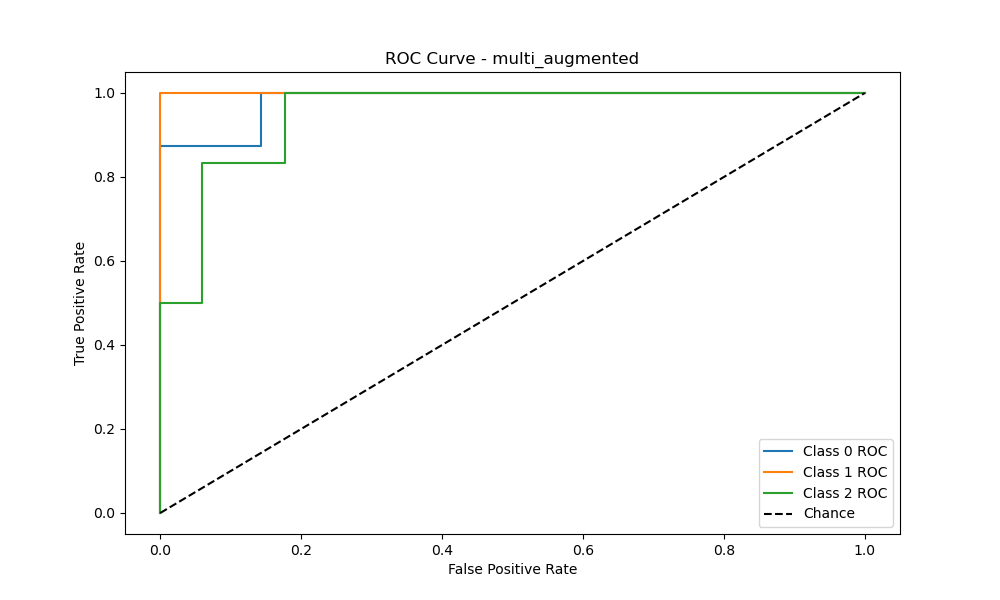 ROC Curve - multi_augmented
1.0
0.8
0.6
0.4
0.2
0.0
True Positive Rate
0.0 0.2 0.4 0.6 0.8 1.0
False Positive Rate
Class 0 ROC
Class 1 ROC
Class 2 ROC
Chance